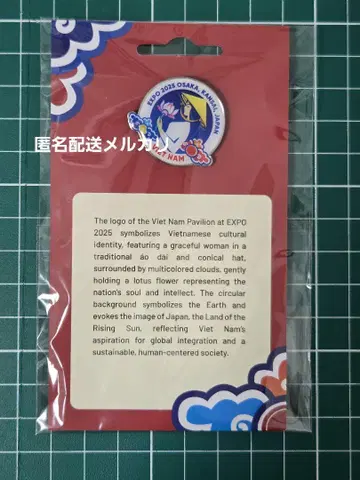 EXPO 2025 OSAKA, KANSAI, JAPAN
VIET NAM
匿名配送メルカリ
The logo of the Viet Nam Pavilion at EXPO
2025 symbolizes Vietnamese cultural
identity, featuring a graceful woman in a
traditional áo dài and conical hat,
surrounded by multicolored clouds, gently
holding a lotus flower representing the
nation's soul and intellect. The circular
background symbolizes the Earth and
evokes the image of Japan, the Land of the
Rising Sun, reflecting Viet Nam's
aspiration for global integration and a
sustainable, human-centered society.